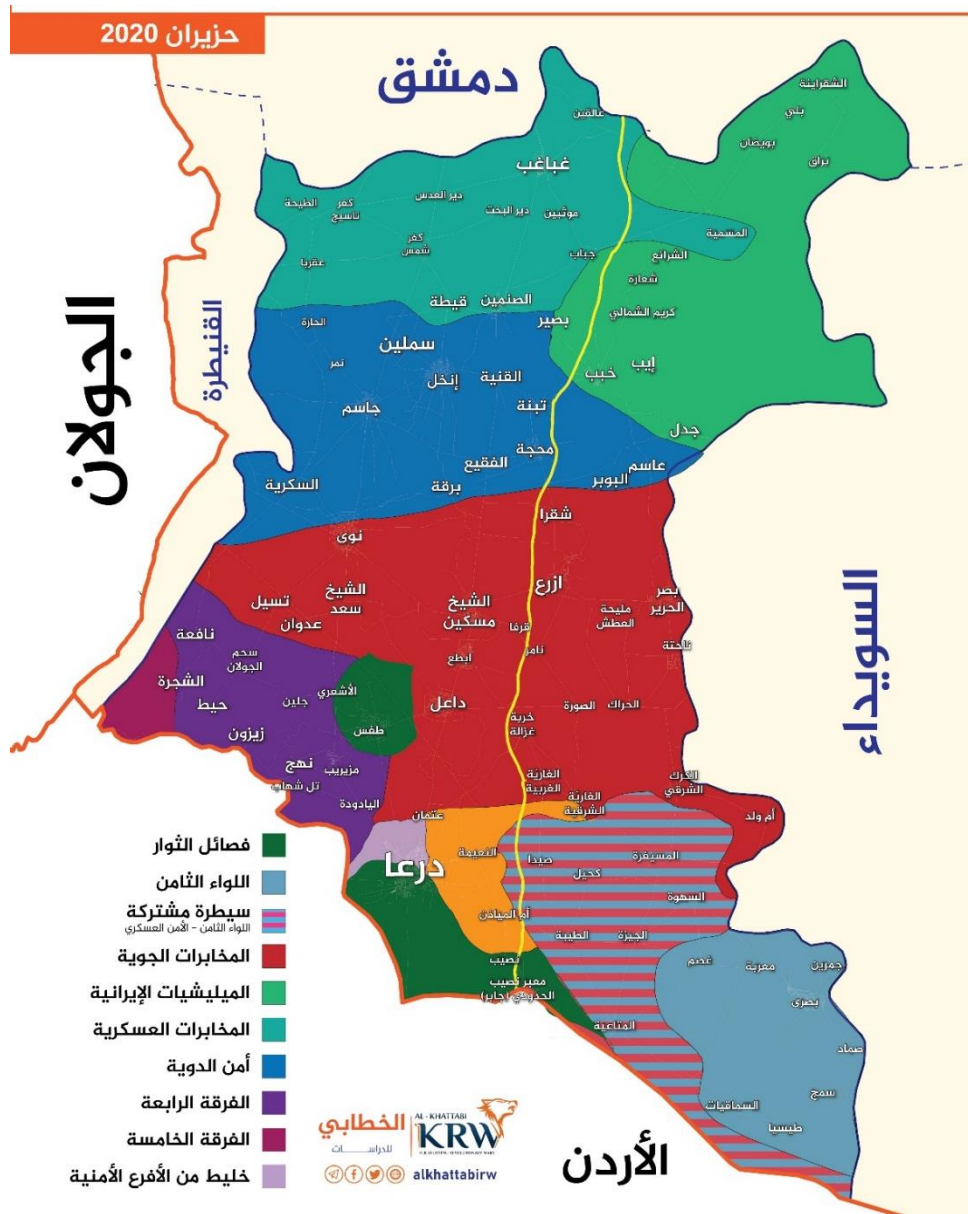 حزيران 2020
دمشق
الشقراينة
بلي
بويضان
براق
عالقين
غباغب
دير العدس
كفر
ناسيج
الطيحة
موثبين
دير البخت
كفر
شمس
عقربا
جباب
المسمية
الشرائع
شعارة
الصنمين
قيطة
بصير
كريم الشمالي
الحارة
سملين
نمر
إنخل
القنية
خبب
إيب
جاسم
تبنة
جدل
محجة
الفقيع
عاسم
البوير
السكرية
برقة
القنيطرة
الجولان
شقرا
نوى
ازرع
بصر
الحرير
الشيخ
سعد
تسيل
عدوان
الشيخ
مسكين
مليحة
العطش
قرفا
نامر
ناحتة
ابطع
نافعة
سحم
الجولان
الشجرة
حيط
جلين
الأشعري
داعل
طفس
خربة
غزالة
الصورة
الحراك
زيزون
نهج
تل شهاب
مزيريب
اليادودة
الغارية
الغربية
الغارية
الشرقية
الكرك
الشرقي
أم ولد
السويداء
عتمان
درعا
النعيمة
صيدا
المسيفرة
كحيل
السهوة
أم المياذن
الطيبة
الجيزة
نصيب
معبر نصيب
الحدودي (جابر)
المناعية
غصم
معربة
جمرين
بصرى
صماد
سمج
السماقيات
طيسيا
الأردن
فصائل الثوار
اللواء الثامن
سيطرة مشتركة
اللواء الثامن - الأمن العسكري
المخابرات الجوية
الميليشيات الإيرانية
المخابرات العسكرية
أمن الدوية
الفرقة الرابعة
الفرقة الخامسة
خليط من الأفرع الأمنية
الخطابي
للدراسات
AL - KHATTABI
KRW
alkhattabirw